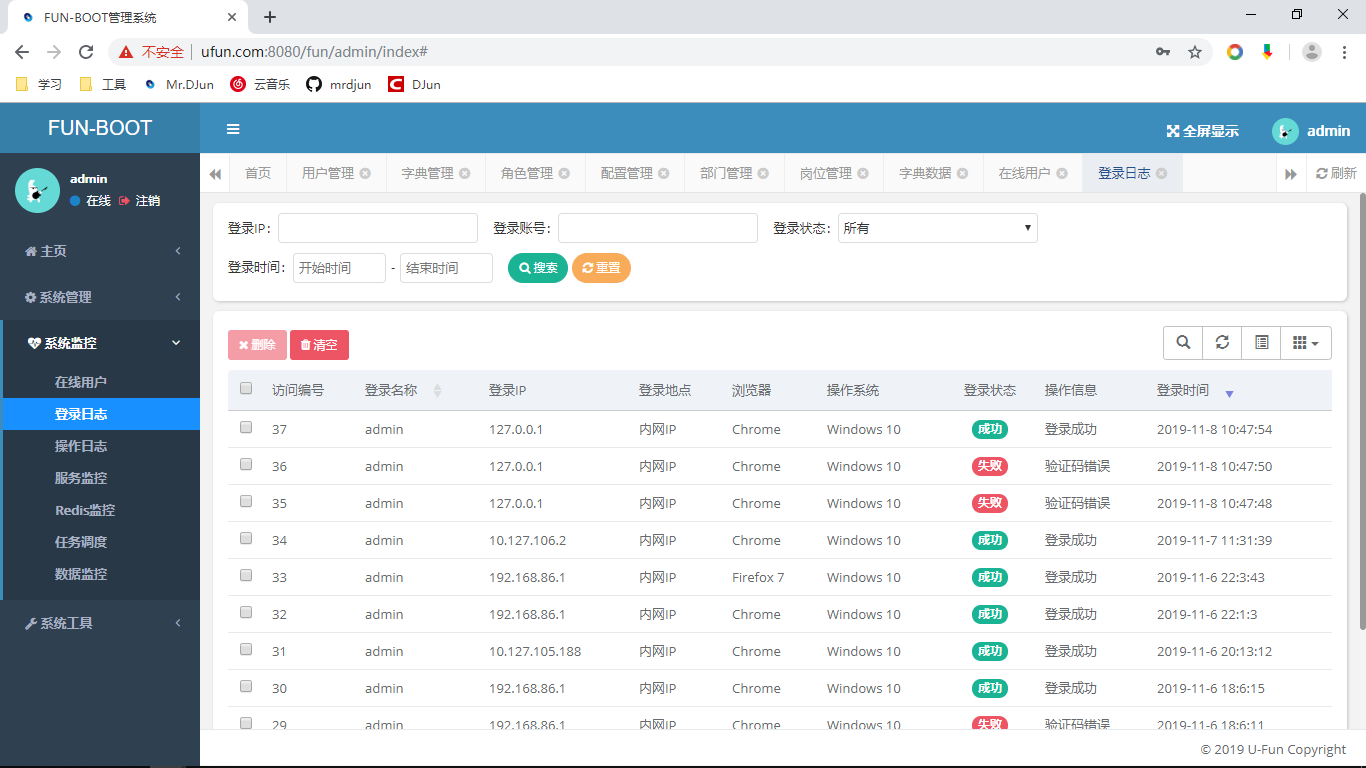 FUN-BOOT管理系统
不安全 ufun.com:8080/fun/admin/index#
学习 工具 Mr.DJun 云音乐 mrdjun DJun
FUN-BOOT 全屏显示 admin
admin
在线 注销
首页 用户管理 字典管理 角色管理 配置管理 部门管理 岗位管理 字典数据 在线用户 登录日志 刷新
主页
系统管理
系统监控
在线用户
登录日志
操作日志
服务监控
Redis监控
任务调度
数据监控
系统工具
登录IP： 登录账号： 登录状态： 所有
登录时间： 开始时间 - 结束时间 搜索 重置
删除 清空
访问编号 登录名称 登录IP 登录地点 浏览器 操作系统 登录状态 操作信息 登录时间
37 admin 127.0.0.1 内网IP Chrome Windows 10 成功 登录成功 2019-11-8 10:47:54
36 admin 127.0.0.1 内网IP Chrome Windows 10 失败 验证码错误 2019-11-8 10:47:50
35 admin 127.0.0.1 内网IP Chrome Windows 10 失败 验证码错误 2019-11-8 10:47:48
34 admin 10.127.106.2 内网IP Chrome Windows 10 成功 登录成功 2019-11-7 11:31:39
33 admin 192.168.86.1 内网IP Firefox 7 Windows 10 成功 登录成功 2019-11-6 22:3:43
32 admin 192.168.86.1 内网IP Chrome Windows 10 成功 登录成功 2019-11-6 22:1:3
31 admin 10.127.105.188 内网IP Chrome Windows 10 成功 登录成功 2019-11-6 20:13:12
30 admin 192.168.86.1 内网IP Chrome Windows 10 成功 登录成功 2019-11-6 18:6:15
29 admin 192.168.86.1 内网IP Chrome Windows 10 失败 验证码错误 2019-11-6 18:6:11
© 2019 U-Fun Copyright